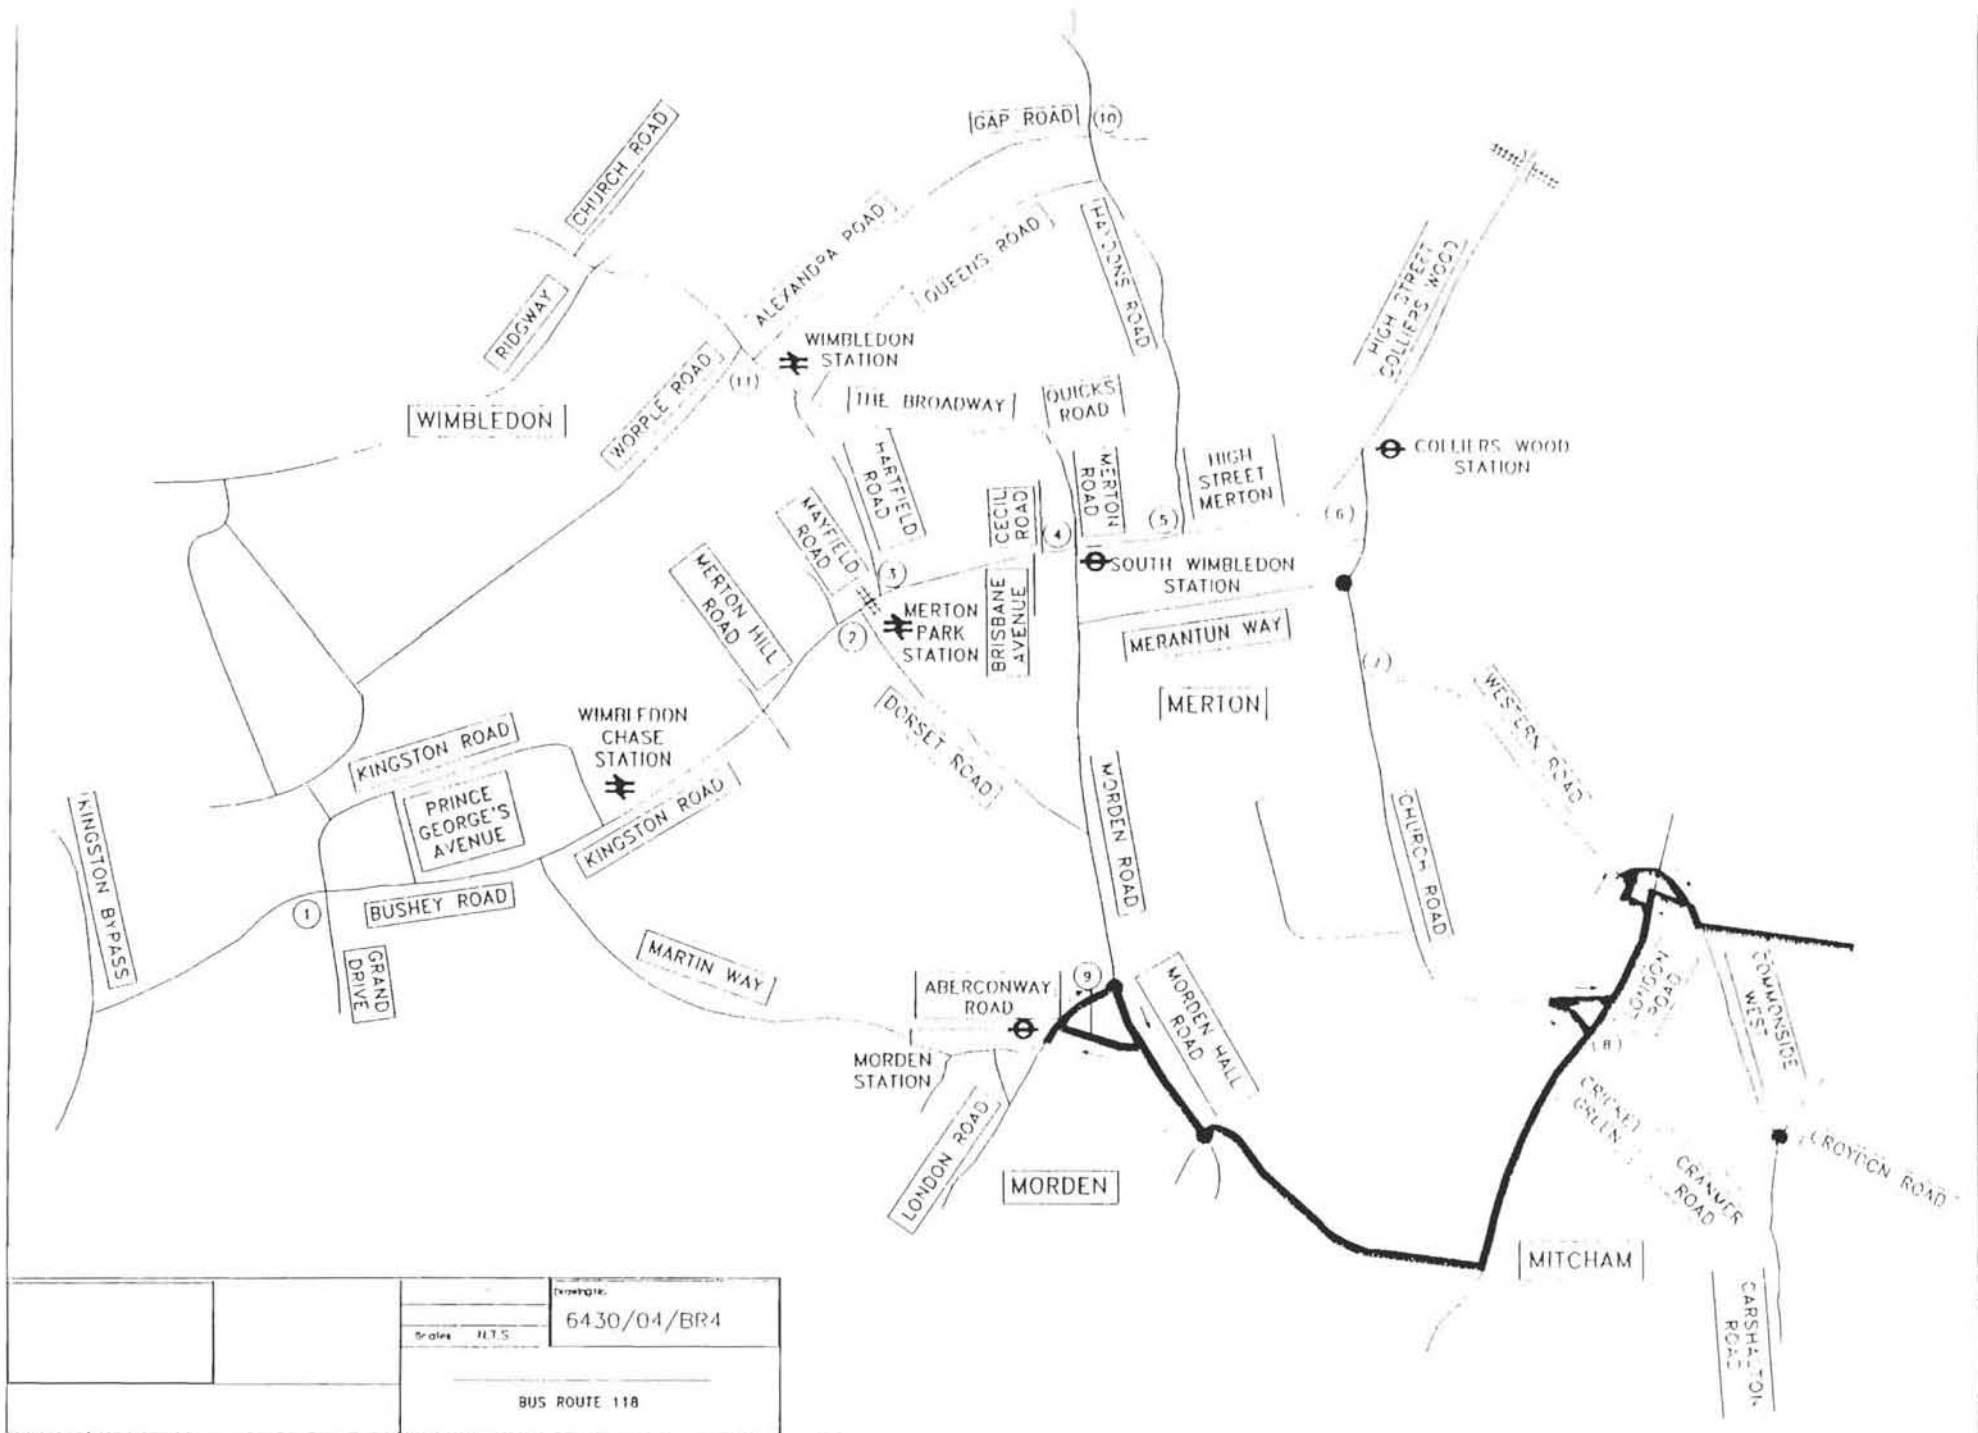 GAP ROAD
(10)
CHURCH ROAD
RIDGWAY
ALEXANDRA ROAD
QUEENS ROAD
HAYDONS ROAD
HIGH STREET
COLLIERS WOOD
WIMBLEDON
STATION
(11)
WORPLE ROAD
WIMBLEDON
THE BROADWAY
QUICKS
ROAD
HARTFIELD
ROAD
MERTON
ROAD
HIGH
STREET
MERTON
COLLIERS WOOD
STATION
CECIL
ROAD
MAYFIELD
ROAD
(4)
(5)
(6)
MERTON HILL
ROAD
(3)
SOUTH WIMBLEDON
STATION
BRISBANE
AVENUE
MERTON
PARK
STATION
(2)
MERANTUN WAY
(7)
WESTERN ROAD
MERTON
DORSET ROAD
WIMBLEDON
CHASE
STATION
KINGSTON ROAD
PRINCE
GEORGE'S
AVENUE
KINGSTON ROAD
MORDEN ROAD
CHURCH ROAD
KINGSTON BYPASS
(1)
BUSHEY ROAD
GRAND
DRIVE
MARTIN WAY
ABERCONWAY
ROAD
(9)
MORDEN HALL
ROAD
LONDON
ROAD
COMMONSIDE
WEST
MORDEN
STATION
(8)
CRICKET
GREEN
LONDON ROAD
MORDEN
CRANMER
ROAD
CROYDON ROAD
MITCHAM
CARSHALTON
ROAD
Drawing No.
6430/04/BR4
Scales N.T.S.
BUS ROUTE 118